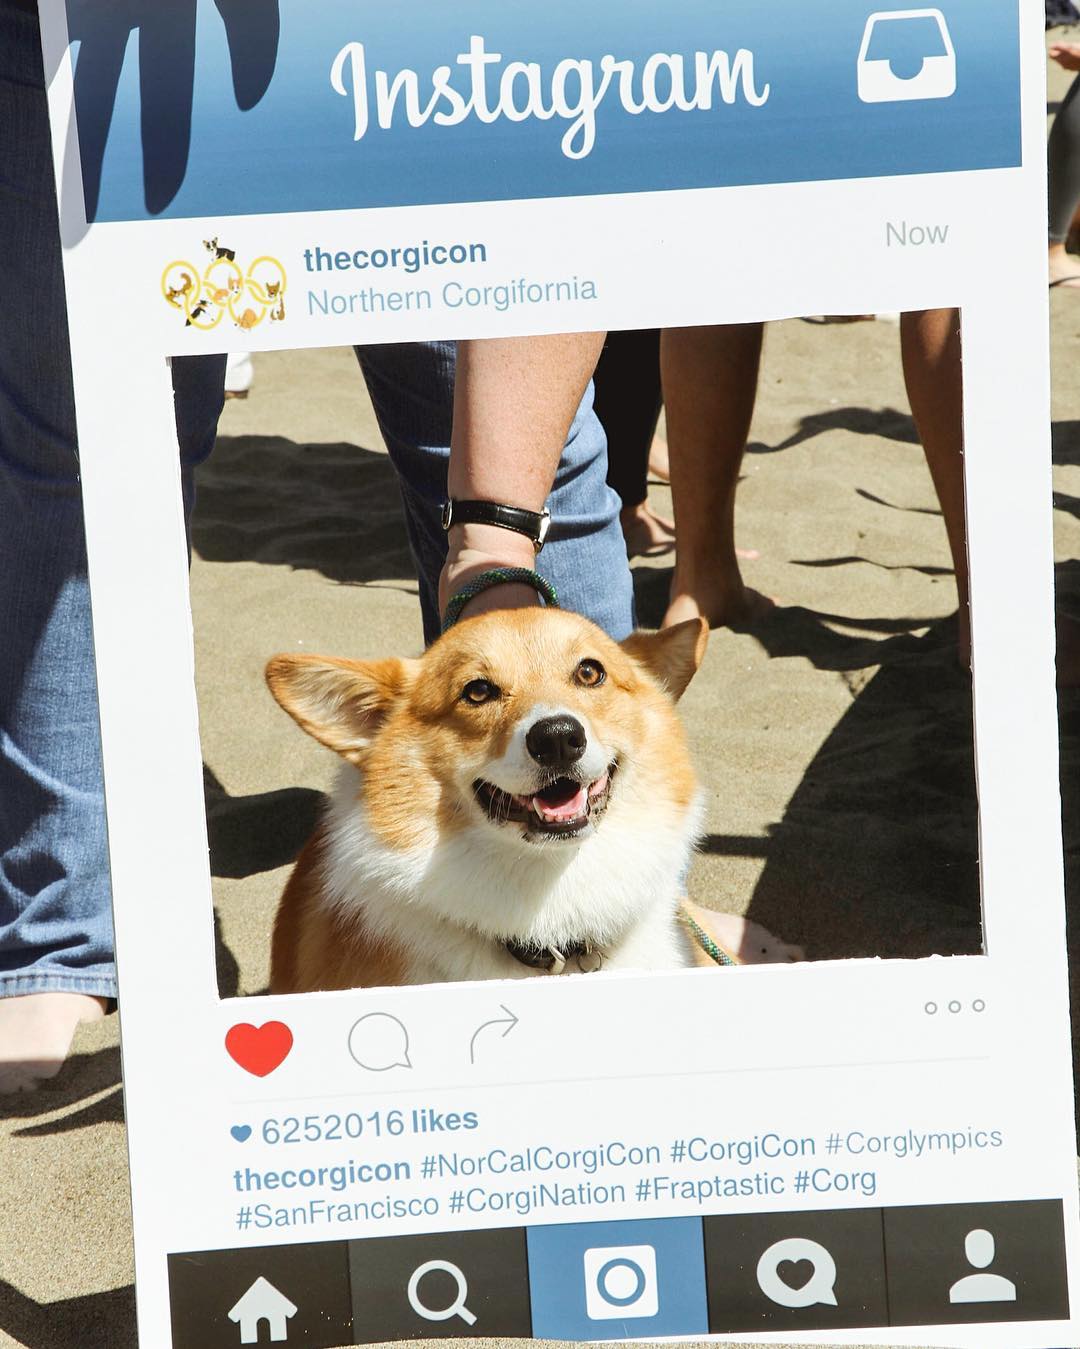 Instagram
thecorgicon
Northern Corgifornia
Now
6252016 likes
thecorgicon #NorCalCorgiCon #CorgiCon #Corglympics
#SanFrancisco #CorgiNation #Fraptastic #Corg